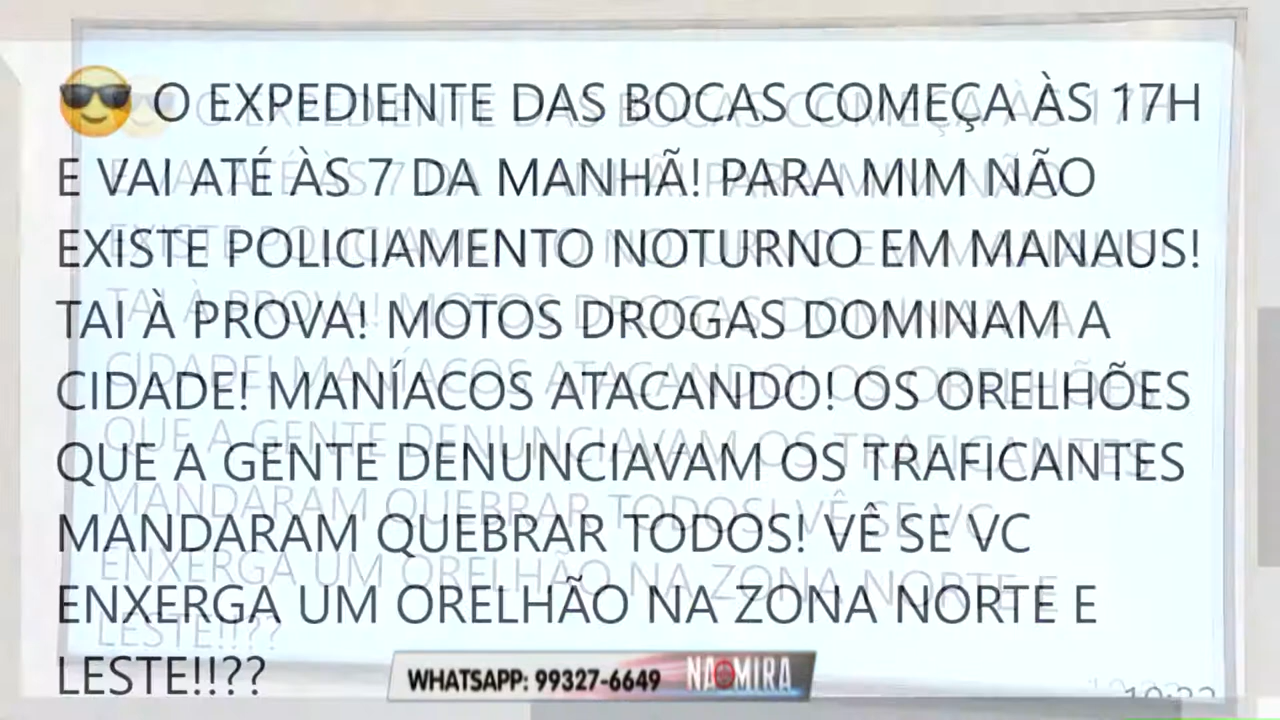 O EXPEDIENTE DAS BOCAS COMEÇA ÀS 17H
E VAI ATÉ ÀS 7 DA MANHÃ! PARA MIM NÃO
EXISTE POLICIAMENTO NOTURNO EM MANAUS!
TAI À PROVA! MOTOS DROGAS DOMINAM A
CIDADE! MANÍACOS ATACANDO! OS ORELHÕES
QUE A GENTE DENUNCIAVAM OS TRAFICANTES
MANDARAM QUEBRAR TODOS! VÊ SE VC
ENXERGA UM ORELHÃO NA ZONA NORTE E
LESTE!!??
WHATSAPP: 99327-6649 NA MIRA